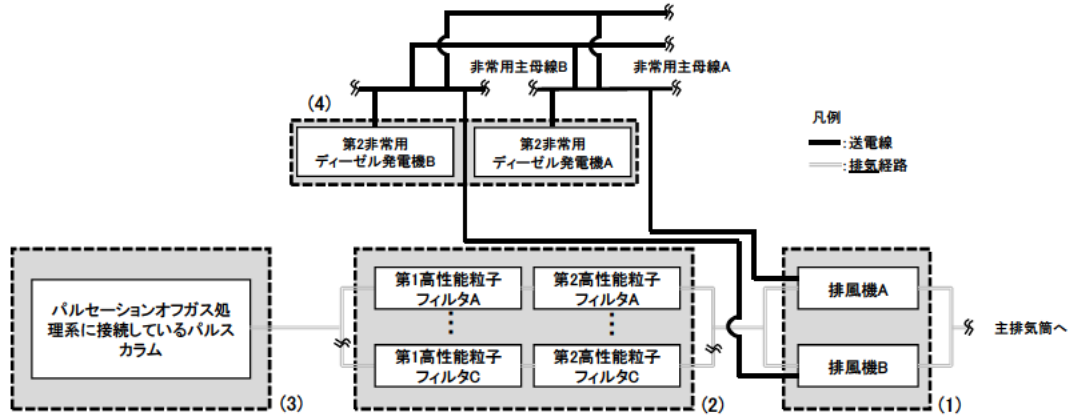 非常用主母線B
非常用主母線A
(4)
第2非常用
ディーゼル発電機B
第2非常用
ディーゼル発電機A
凡例
:送電線
:排気経路
パルセーションオフガス処
理系に接続しているパルス
カラム
(3)
第1高性能粒子
フィルタA
第2高性能粒子
フィルタA
第1高性能粒子
フィルタC
第2高性能粒子
フィルタC
(2)
排風機A
排風機B
(1)
主排気筒へ